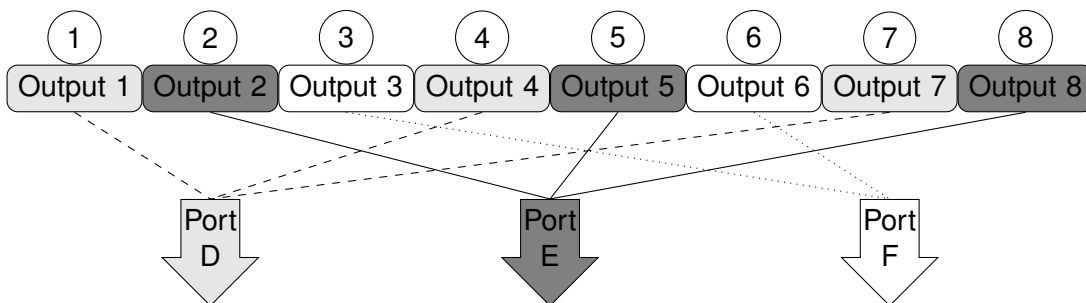 1 2 3 4 5 6 7 8
Output 1 Output 2 Output 3 Output 4 Output 5 Output 6 Output 7 Output 8
Port Port Port
D E F